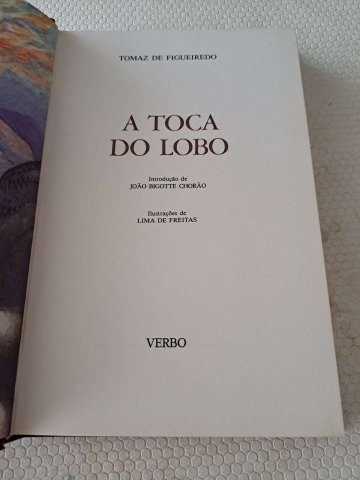 TOMAZ DE FIGUEIREDO
A TOCA
DO LOBO
Introdução de
JOÃO BIGOTTE CHORÃO
Ilustrações de
LIMA DE FREITAS
VERBO